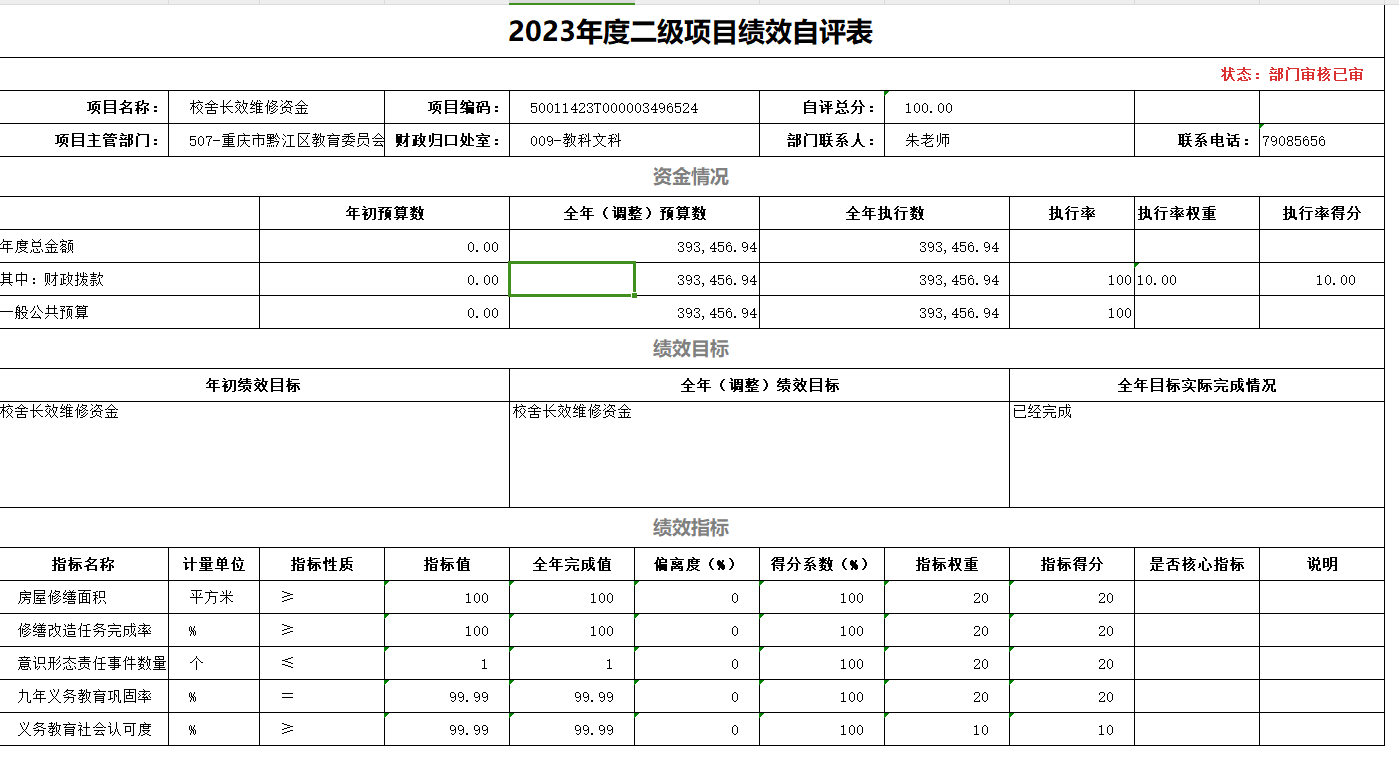 2023年度二级项目绩效自评表
状态：部门审核已审
项目名称： 校舍长效维修资金 项目编码： 50011423T000003496524 自评总分： 100.00
项目主管部门： 507-重庆市黔江区教育委员会 财政归口处室： 009-教科文科 部门联系人： 朱老师 联系电话： 79085656
资金情况
年初预算数 全年（调整）预算数 全年执行数 执行率 执行率权重 执行率得分
年度总金额 0.00 393,456.94 393,456.94
其中：财政拨款 0.00 393,456.94 393,456.94 100 10.00 10.00
一般公共预算 0.00 393,456.94 393,456.94 100
绩效目标
年初绩效目标 全年（调整）绩效目标 全年目标实际完成情况
校舍长效维修资金 校舍长效维修资金 已经完成
绩效指标
指标名称 计量单位 指标性质 指标值 全年完成值 偏离度（%） 得分系数（%） 指标权重 指标得分 是否核心指标 说明
房屋修缮面积 平方米 ≥ 100 100 0 100 20 20
修缮改造任务完成率 % ≥ 100 100 0 100 20 20
意识形态责任事件数量 个 ≤ 1 1 0 100 20 20
九年义务教育巩固率 % ＝ 99.99 99.99 0 100 20 20
义务教育社会认可度 % ≥ 99.99 99.99 0 100 10 10